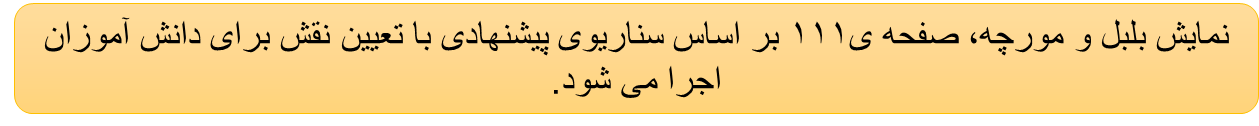 نمایش بلبل و مورچه، صفحه ی۱۱۱ بر اساس سناریوی پیشنهادی با تعیین نقش برای دانش آموزان
اجرا می شود.